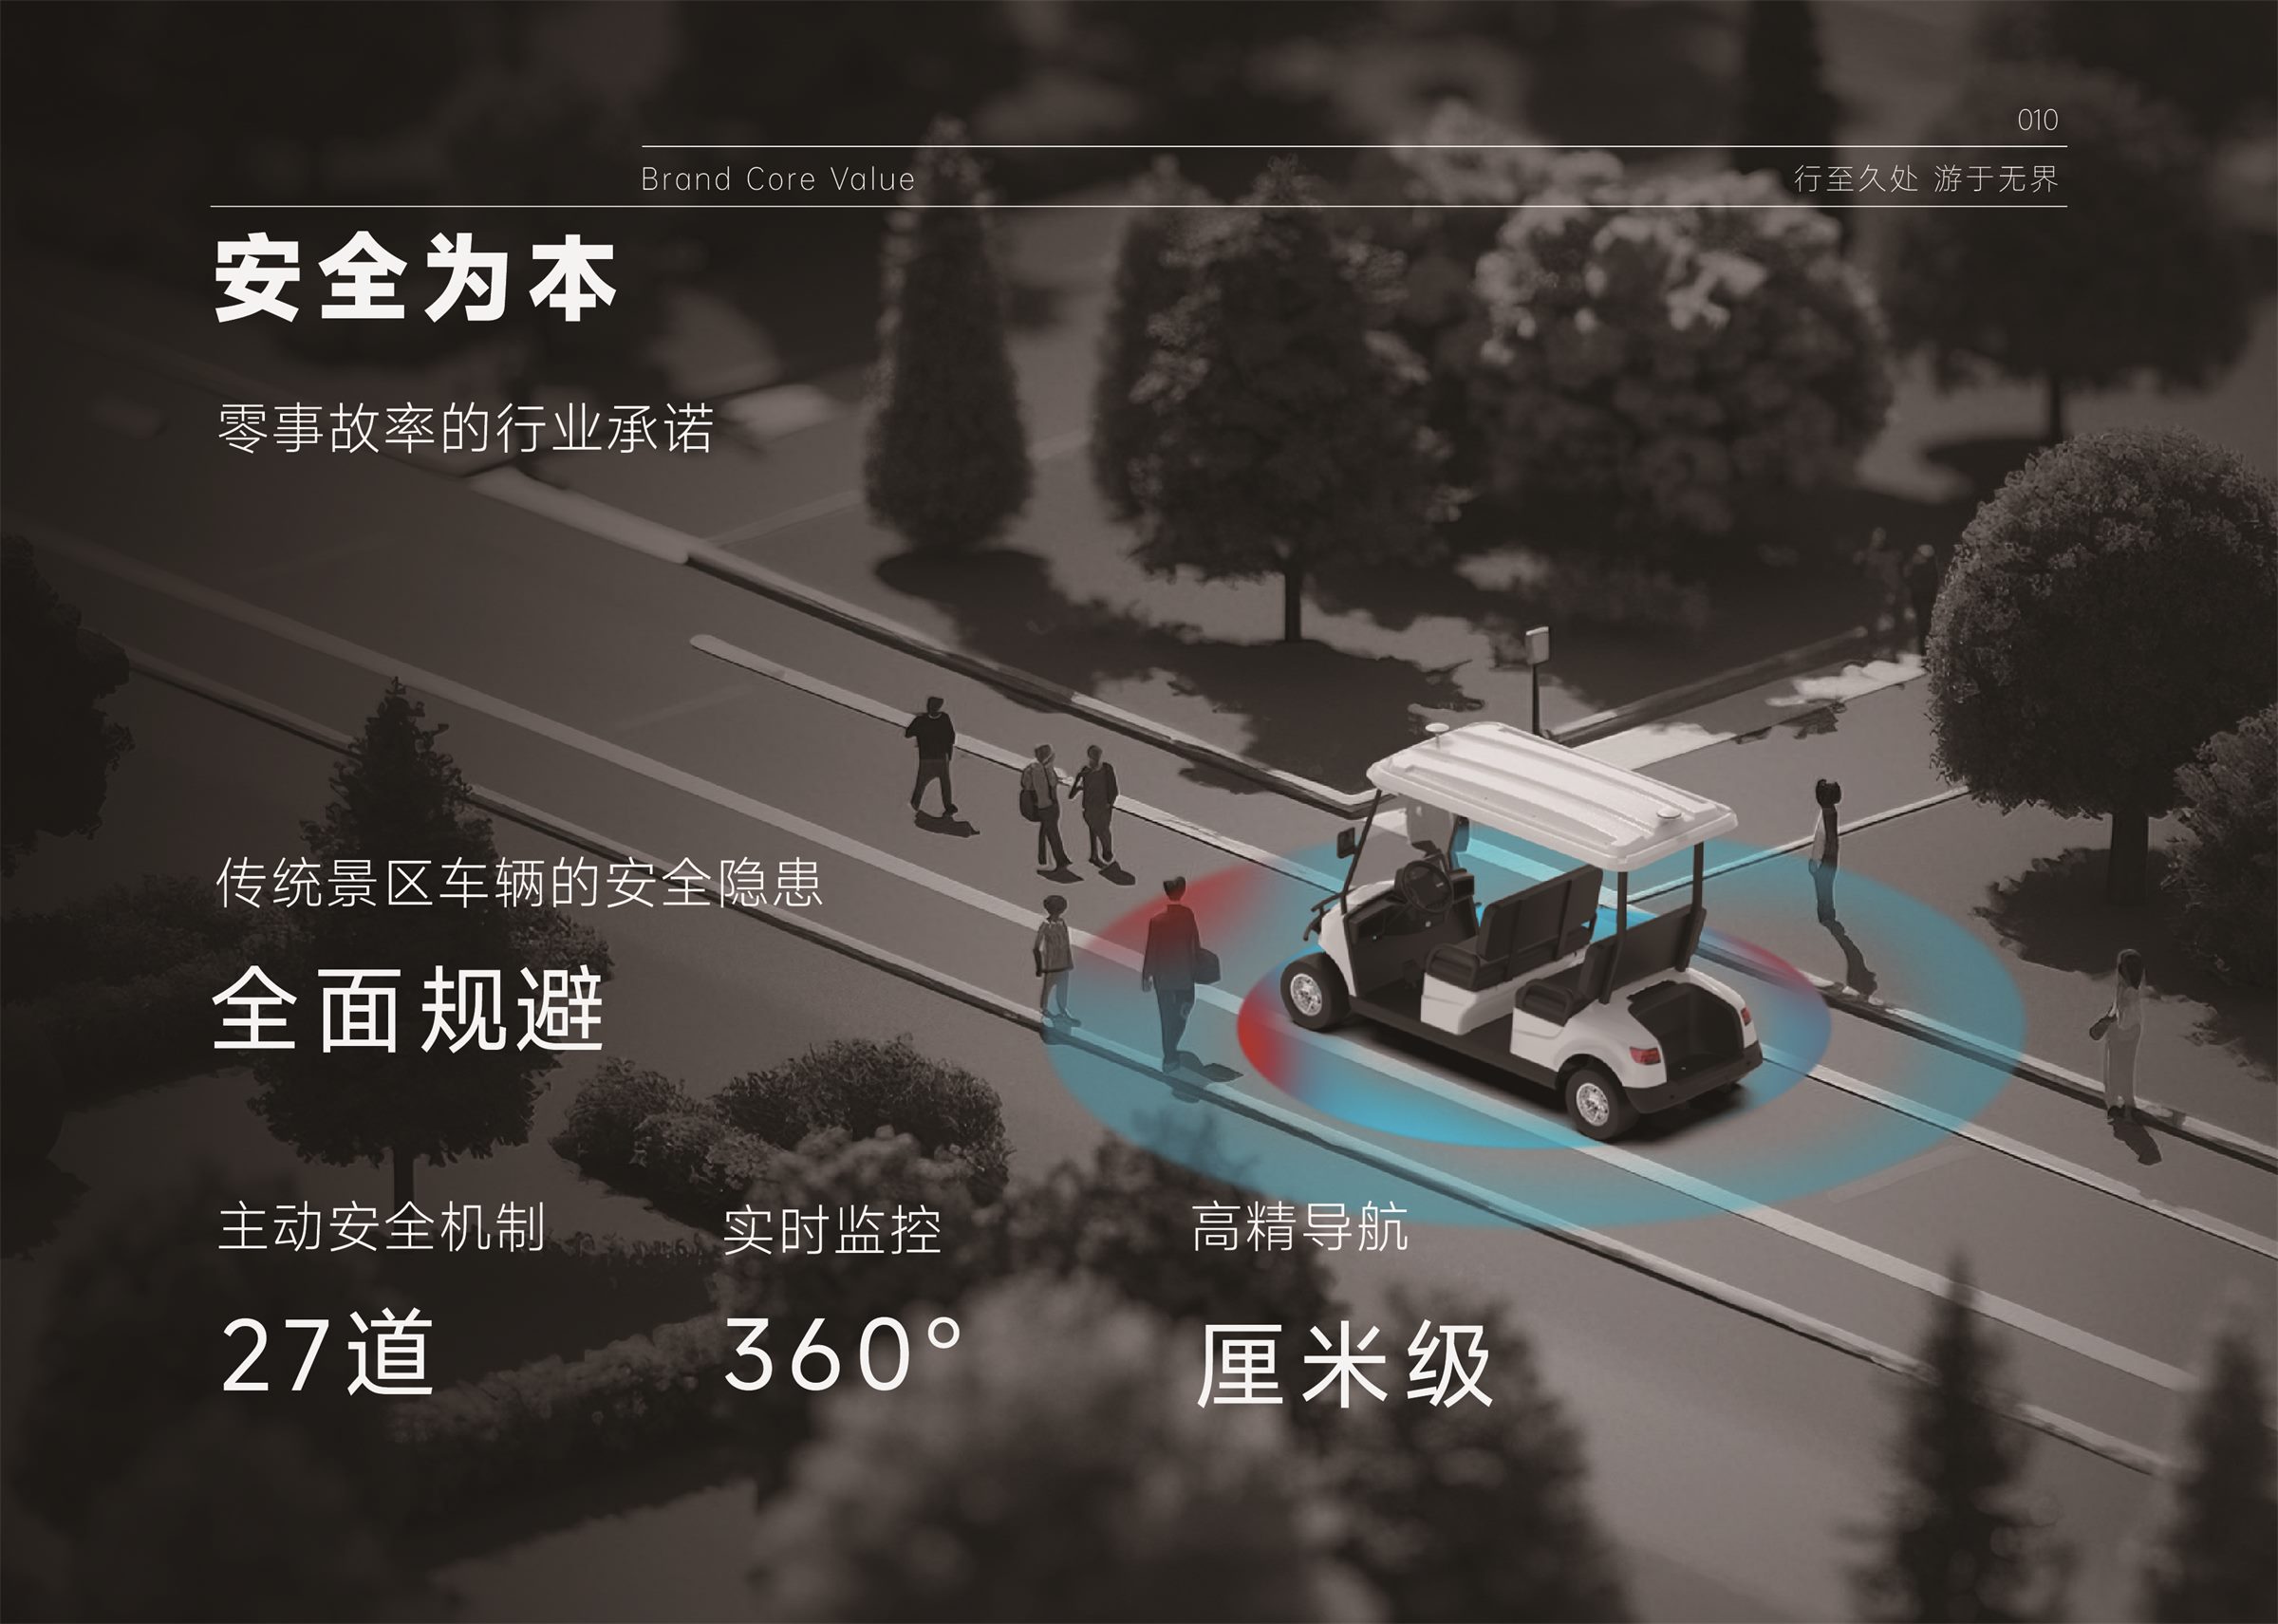 010
Brand Core Value
行至久处 游于无界
安全为本
零事故率的行业承诺
传统景区车辆的安全隐患
全面规避
主动安全机制
27道
实时监控
360°
高精导航
厘米级